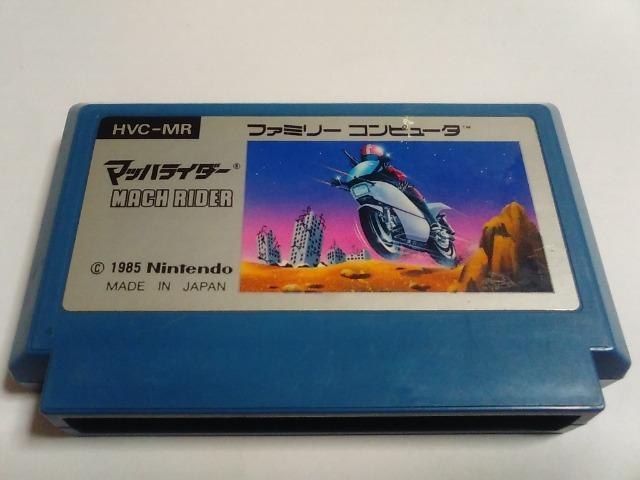 HVC-MR
ファミリー コンピュータ™
マッハライダー®
MACH RIDER
© 1985 Nintendo
MADE IN JAPAN